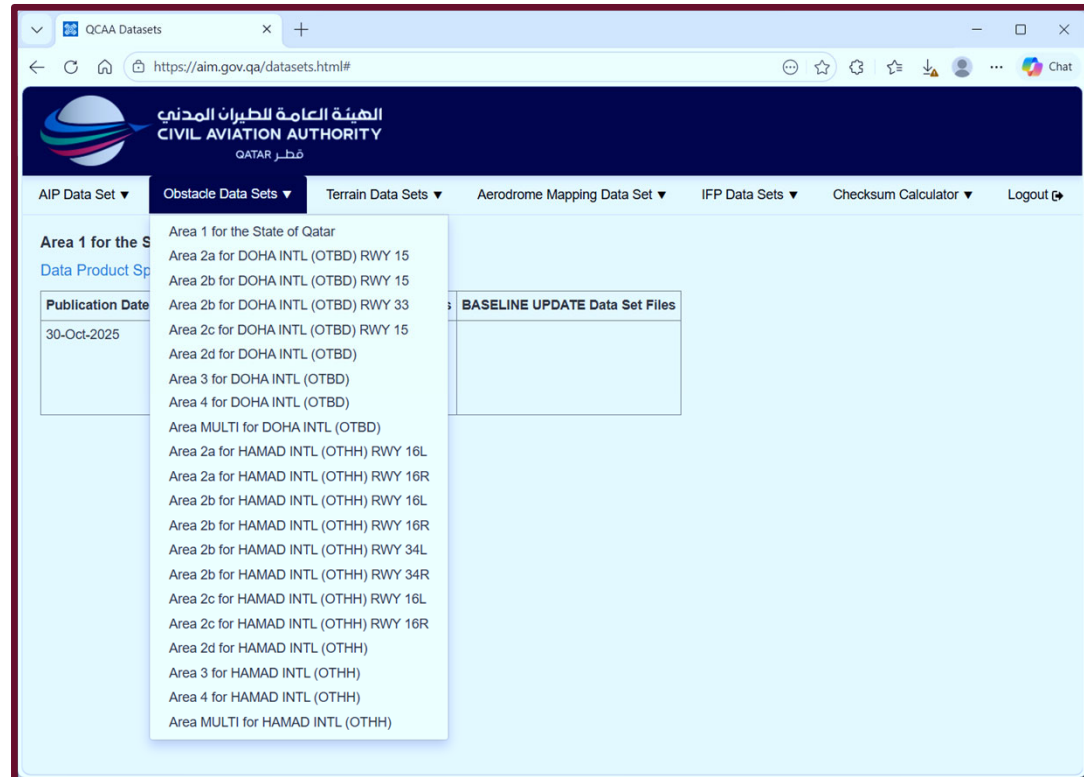 QCAA Datasets
https://aim.gov.qa/datasets.html#
Chat
الهيئة العامة للطيران المدني
CIVIL AVIATION AUTHORITY
قطر QATAR
AIP Data Set ▼ Obstacle Data Sets ▼ Terrain Data Sets ▼ Aerodrome Mapping Data Set ▼ IFP Data Sets ▼ Checksum Calculator ▼ Logout
Area 1 for the S
Data Product Sp
Publication Date s BASELINE UPDATE Data Set Files
30-Oct-2025
Area 1 for the State of Qatar
Area 2a for DOHA INTL (OTBD) RWY 15
Area 2b for DOHA INTL (OTBD) RWY 15
Area 2b for DOHA INTL (OTBD) RWY 33
Area 2c for DOHA INTL (OTBD) RWY 15
Area 2d for DOHA INTL (OTBD)
Area 3 for DOHA INTL (OTBD)
Area 4 for DOHA INTL (OTBD)
Area MULTI for DOHA INTL (OTBD)
Area 2a for HAMAD INTL (OTHH) RWY 16L
Area 2a for HAMAD INTL (OTHH) RWY 16R
Area 2b for HAMAD INTL (OTHH) RWY 16L
Area 2b for HAMAD INTL (OTHH) RWY 16R
Area 2b for HAMAD INTL (OTHH) RWY 34L
Area 2b for HAMAD INTL (OTHH) RWY 34R
Area 2c for HAMAD INTL (OTHH) RWY 16L
Area 2c for HAMAD INTL (OTHH) RWY 16R
Area 2d for HAMAD INTL (OTHH)
Area 3 for HAMAD INTL (OTHH)
Area 4 for HAMAD INTL (OTHH)
Area MULTI for HAMAD INTL (OTHH)